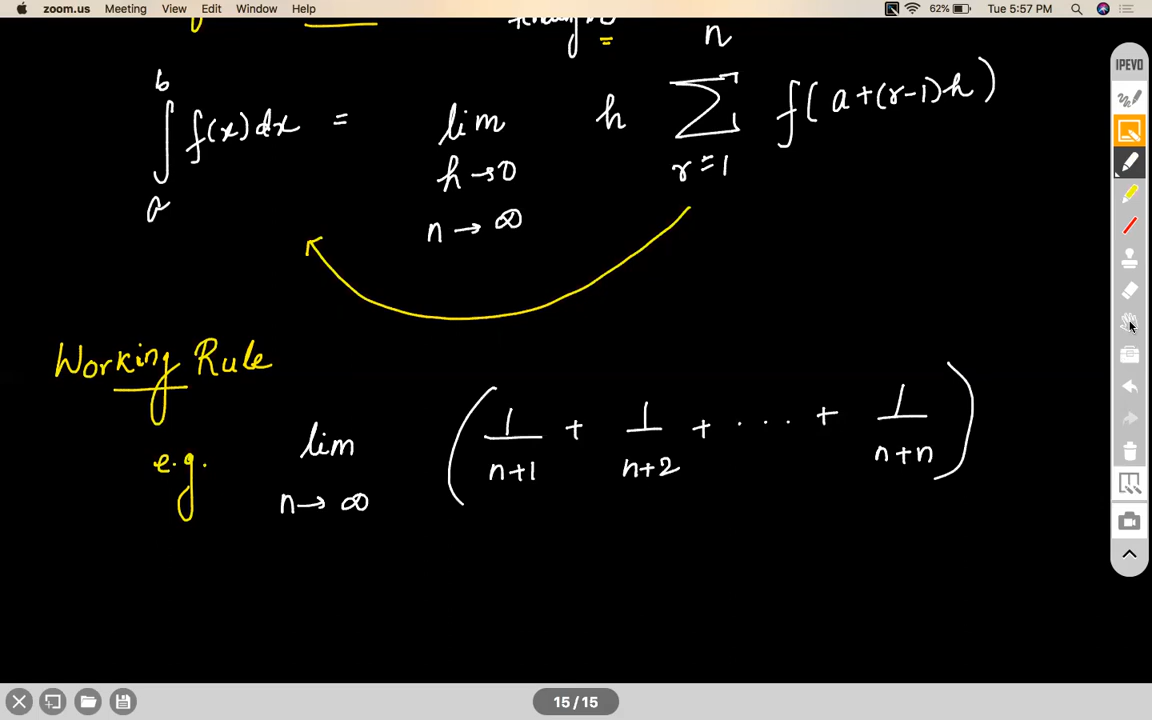 zoom.us Meeting View Edit Window Help 62% Tue 5:57 PM
IPEVO
n
b
∫ f(x)dx = lim h ∑ f(a+(r-1)h)
a
h→0 r=1
n→∞
Working Rule
e.g. lim (1/(n+1) + 1/(n+2) + ... + 1/(n+n))
n→∞
15/15